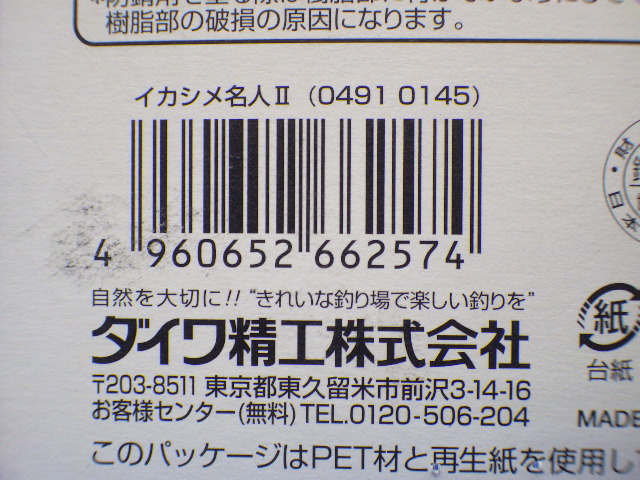 樹脂部の破損の原因になります。
イカシメ名人Ⅱ (0491 0145)
4 960652 662574
財・
日本
自然を大切に!! "きれいな釣り場で楽しい釣りを"
ダイワ精工株式会社
紙
台紙
〒203-8511 東京都東久留米市前沢3-14-16
お客様センター(無料) TEL.0120-506-204
MADE
このパッケージはPET材と再生紙を使用し